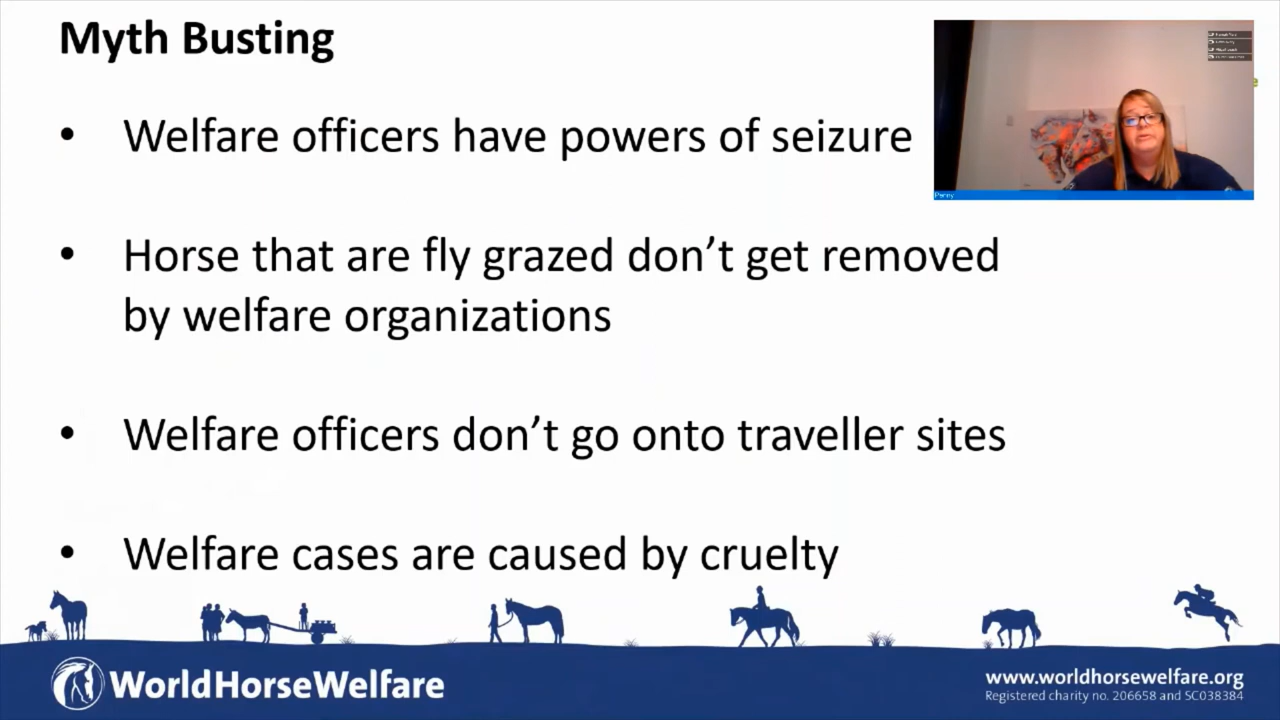 Myth Busting
• Welfare officers have powers of seizure
• Horse that are fly grazed don’t get removed
by welfare organizations
• Welfare officers don’t go onto traveller sites
• Welfare cases are caused by cruelty
Penny
WorldHorseWelfare
www.worldhorsewelfare.org
Registered charity no. 206658 and SC038384